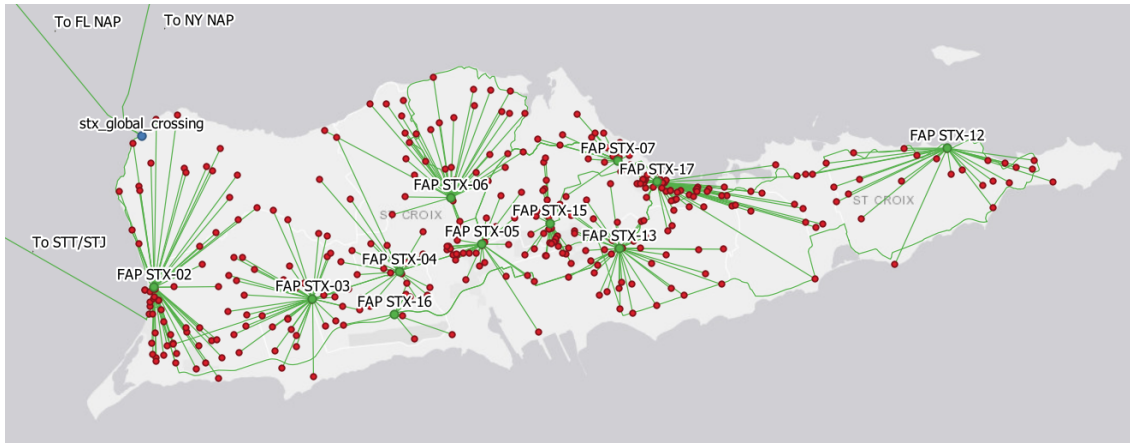 To FL NAP
To NY NAP
stx_global_crossing
FAP STX-12
FAP STX-07
FAP STX-17
FAP STX-06
ST CROIX
ST CROIX
FAP STX-15
FAP STX-05
FAP STX-13
To STT/STJ
FAP STX-04
FAP STX-02
FAP STX-03
FAP STX-16